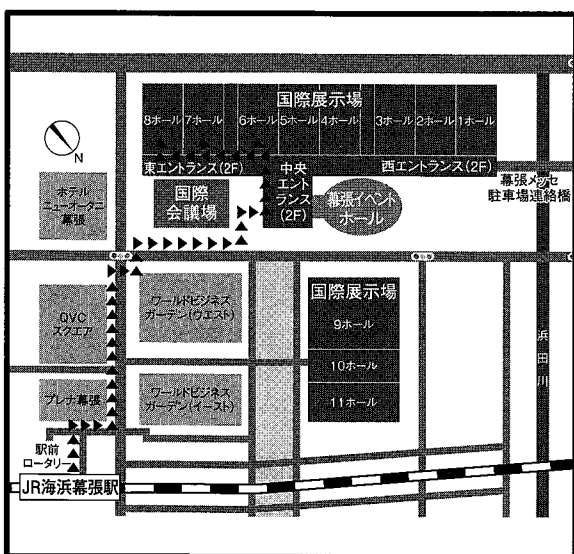 国際展示場
8ホール
7ホール
6ホール
5ホール
4ホール
3ホール
2ホール
1ホール
東エントランス(2F)
中央
エント
ランス
(2F)
西エントランス(2F)
N
ホテル
ニューオータニ
幕張
国際
会議場
幕張イベント
ホール
幕張メッセ
駐車場連絡橋
QVC
スクエア
ワールドビジネス
ガーデン(ウエスト)
国際展示場
9ホール
10ホール
11ホール
浜田川
プレナ幕張
ワールドビジネス
ガーデン(イースト)
駅前
ロータリー
JR海浜幕張駅